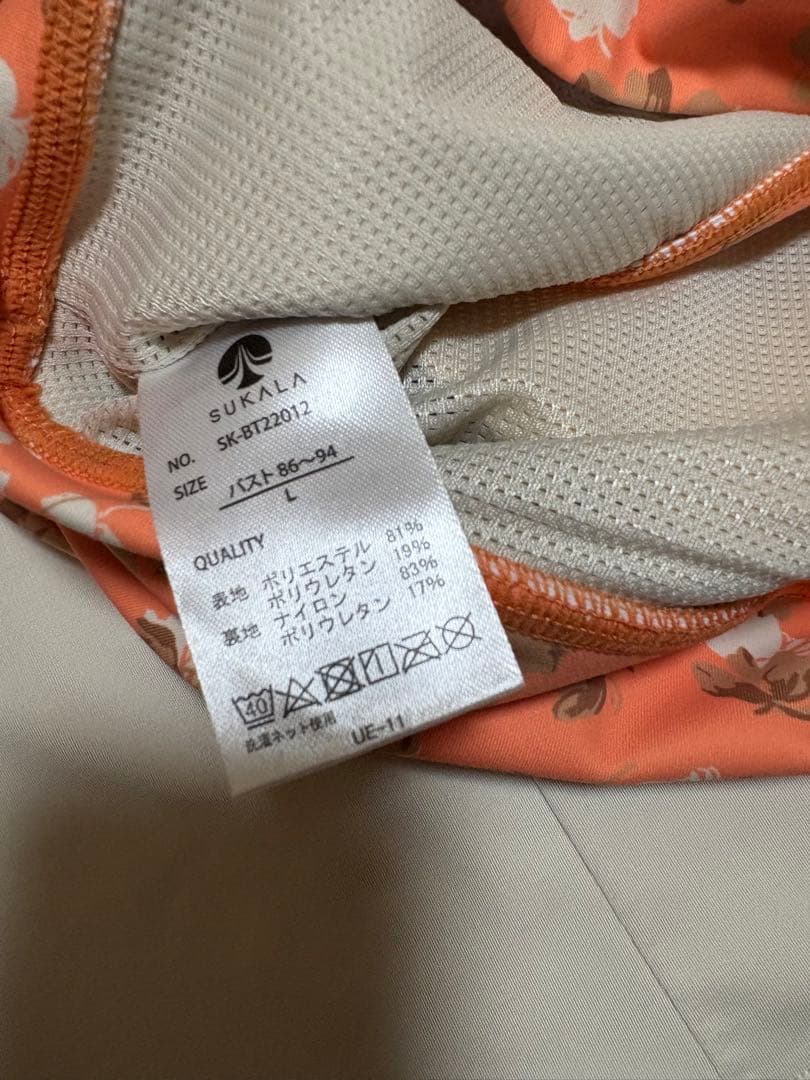 SUKALA
NO. SK-BT22012
SIZE バスト 86〜94
L
QUALITY
表地 ポリエステル 81%
ポリウレタン 19%
裏地 ナイロン 83%
ポリウレタン 17%
40
洗濯ネット使用
UE-11